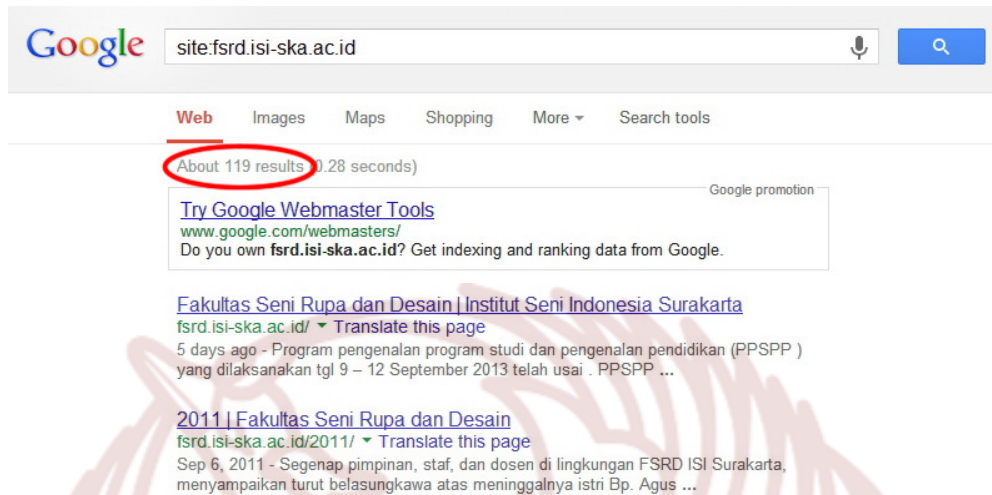 Google site:fsrd.isi-ska.ac.id
Web Images Maps Shopping More Search tools
About 119 results (0.28 seconds)
Google promotion
Try Google Webmaster Tools
www.google.com/webmasters/
Do you own fsrd.isi-ska.ac.id? Get indexing and ranking data from Google.
Fakultas Seni Rupa dan Desain | Institut Seni Indonesia Surakarta
fsrd.isi-ska.ac.id/ Translate this page
5 days ago - Program pengenalan program studi dan pengenalan pendidikan (PPSPP )
yang dilaksanakan tgl 9 – 12 September 2013 telah usai . PPSPP ...
2011 | Fakultas Seni Rupa dan Desain
fsrd.isi-ska.ac.id/2011/ Translate this page
Sep 6, 2011 - Segenap pimpinan, staf, dan dosen di lingkungan FSRD ISI Surakarta,
menyampaikan turut belasungkawa atas meninggalnya istri Bp. Agus ...